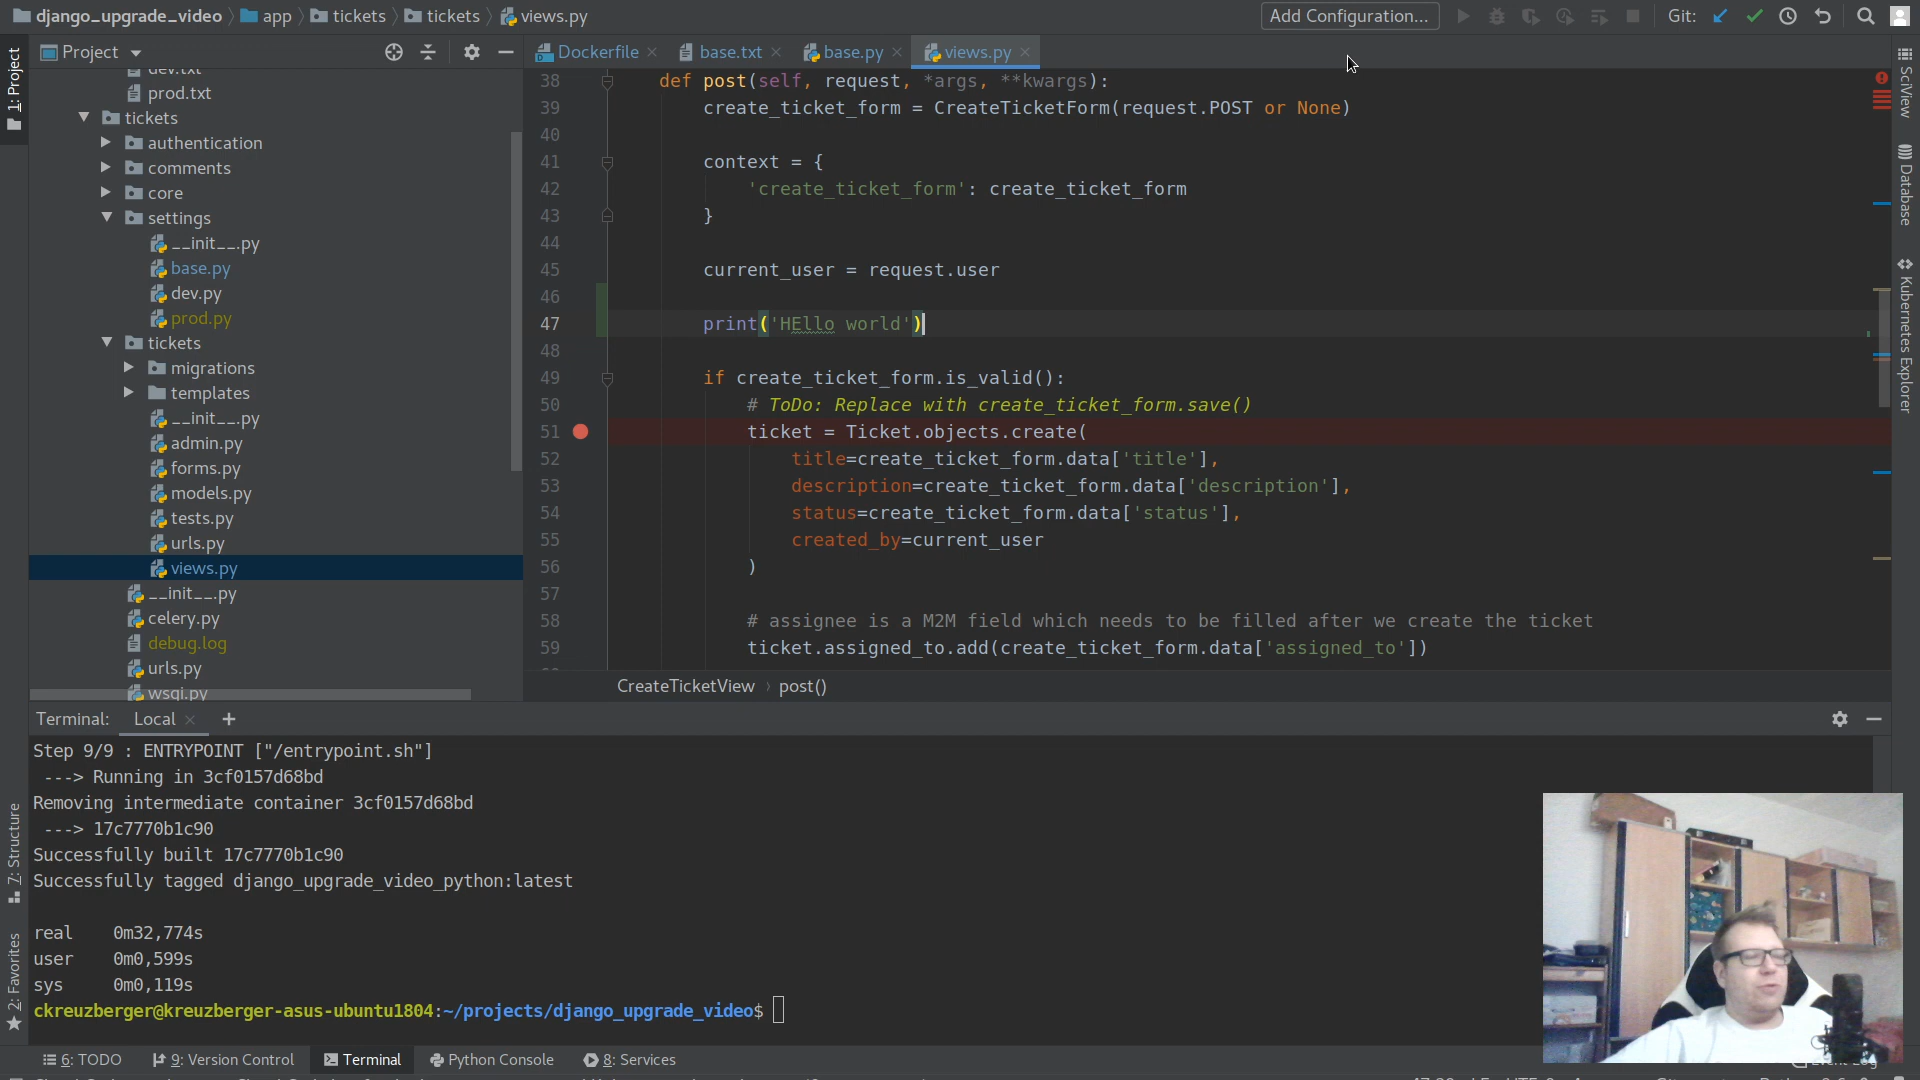 django_upgrade_video
app
tickets
tickets
views.py
Add Configuration...
Git:
Project
Dockerfile
base.txt
base.py
views.py
1: Project
7: Structure
2: Favorites
SciView
Database
Kubernetes Explorer
dev.txt
prod.txt
tickets
authentication
comments
core
settings
__init__.py
base.py
dev.py
prod.py
tickets
migrations
templates
__init__.py
admin.py
forms.py
models.py
tests.py
urls.py
views.py
__init__.py
celery.py
debug.log
urls.py
wsgi.py
38 def post(self, request, *args, **kwargs):
39 create_ticket_form = CreateTicketForm(request.POST or None)
40
41 context = {
42 'create_ticket_form': create_ticket_form
43 }
44
45 current_user = request.user
46
47 print('HEllo world')
48
49 if create_ticket_form.is_valid():
50 # ToDo: Replace with create_ticket_form.save()
51 ticket = Ticket.objects.create(
52 title=create_ticket_form.data['title'],
53 description=create_ticket_form.data['description'],
54 status=create_ticket_form.data['status'],
55 created_by=current_user
56 )
57
58 # assignee is a M2M field which needs to be filled after we create the ticket
59 ticket.assigned_to.add(create_ticket_form.data['assigned_to'])
CreateTicketView › post()
Terminal: Local
Step 9/9 : ENTRYPOINT ["/entrypoint.sh"]
---> Running in 3cf0157d68bd
Removing intermediate container 3cf0157d68bd
---> 17c7770b1c90
Successfully built 17c7770b1c90
Successfully tagged django_upgrade_video_python:latest
real 0m32,774s
user 0m0,599s
sys 0m0,119s
ckreuzberger@kreuzberger-asus-ubuntu1804:~/projects/django_upgrade_video$
6: TODO
9: Version Control
Terminal
Python Console
8: Services